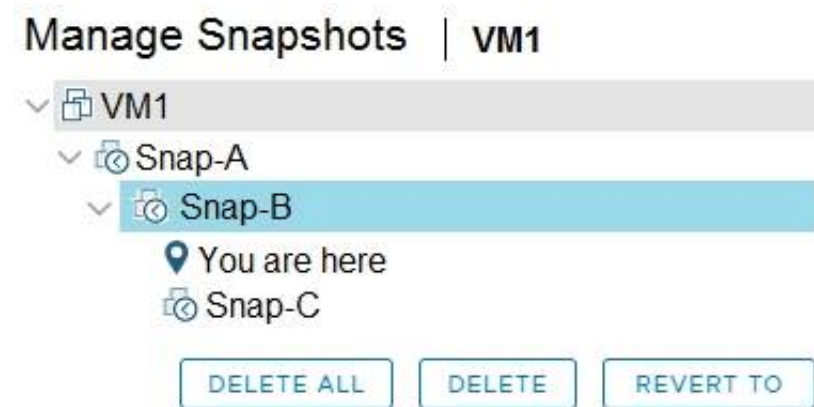 Manage Snapshots | VM1
VM1
Snap-A
Snap-B
You are here
Snap-C
DELETE ALL DELETE REVERT TO